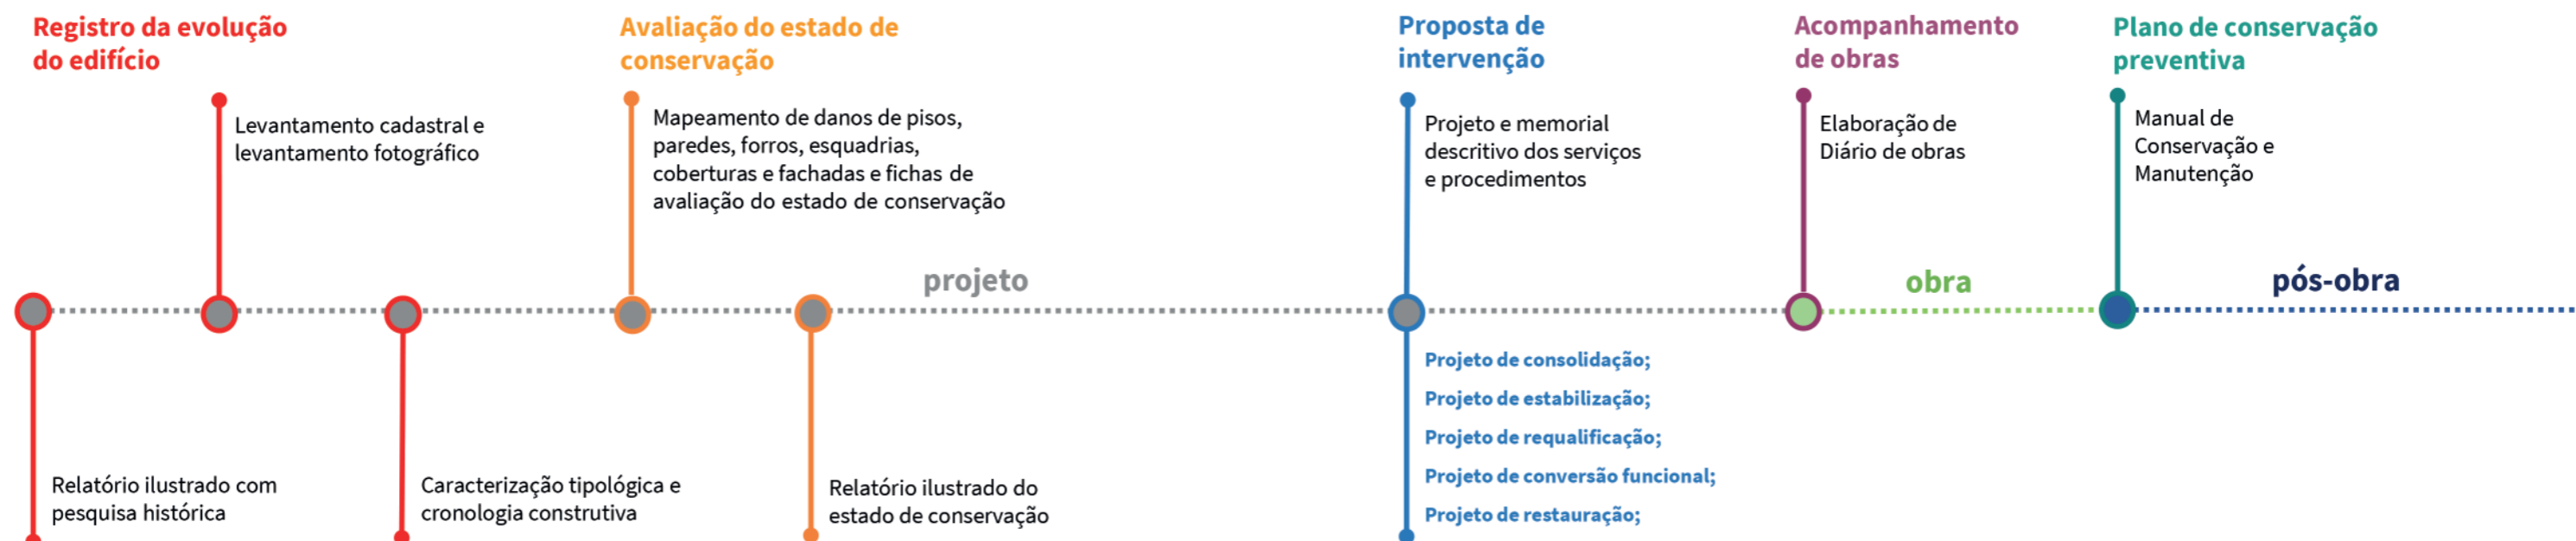 Registro da evolução
do edifício
Levantamento cadastral e
levantamento fotográfico
Relatório ilustrado com
pesquisa histórica
Caracterização tipológica e
cronologia construtiva
Avaliação do estado de
conservação
Mapeamento de danos de pisos,
paredes, forros, esquadrias,
coberturas e fachadas e fichas de
avaliação do estado de conservação
Relatório ilustrado do
estado de conservação
projeto
Proposta de
intervenção
Projeto e memorial
descritivo dos serviços
e procedimentos
Projeto de consolidação;
Projeto de estabilização;
Projeto de requalificação;
Projeto de conversão funcional;
Projeto de restauração;
Acompanhamento
de obras
Elaboração de
Diário de obras
obra
Plano de conservação
preventiva
Manual de
Conservação e
Manutenção
pós-obra